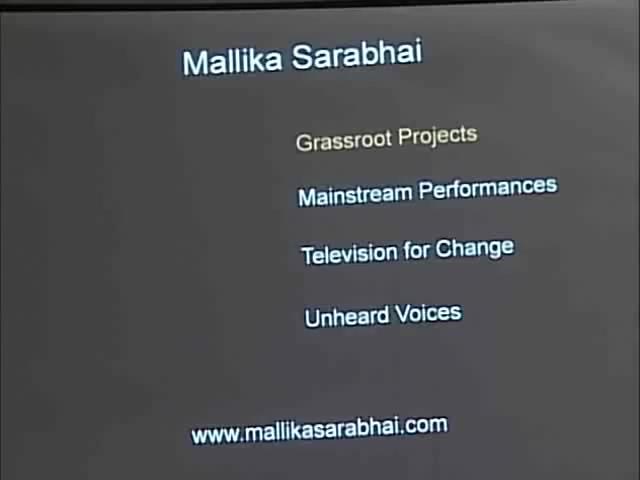 Mallika Sarabhai
Grassroot Projects
Mainstream Performances
Television for Change
Unheard Voices
www.mallikasarabhai.com